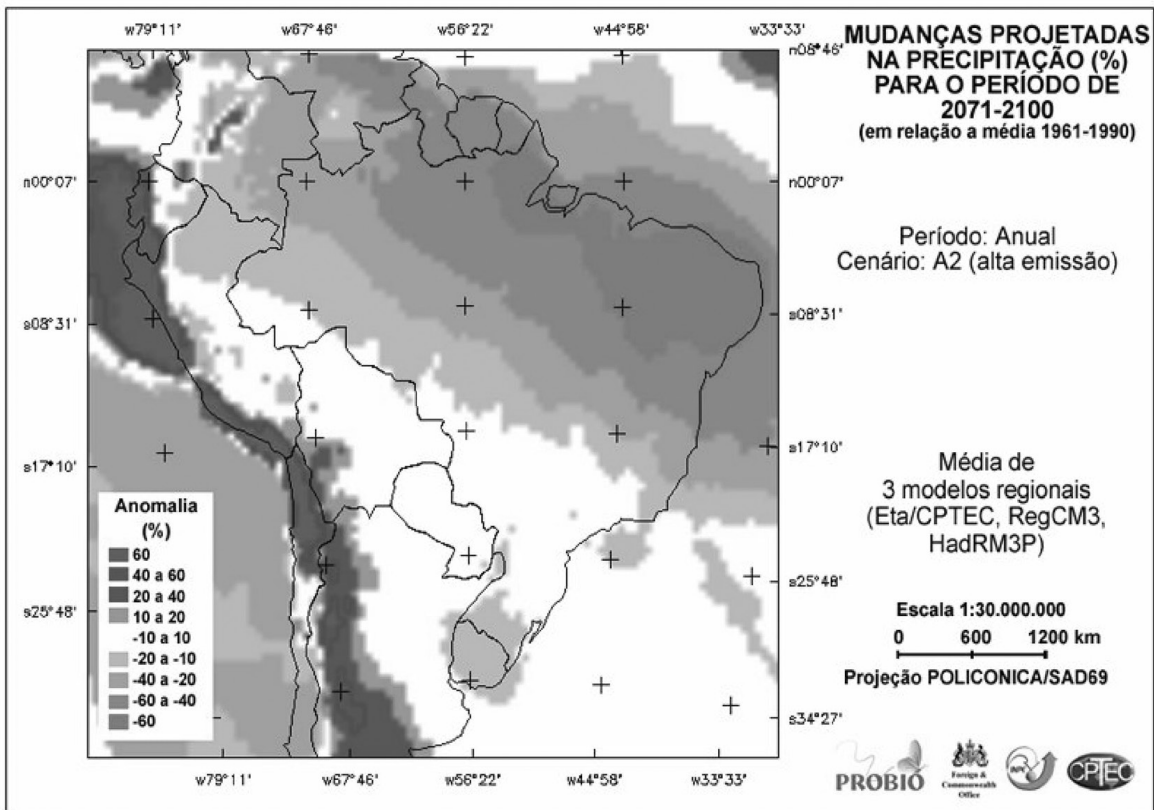 w79°11' w67°46' w56°22' w44°58' w33°33'
MUDANÇAS PROJETADAS
NA PRECIPITAÇÃO (%)
PARA O PERÍODO DE
2071-2100
(em relação a média 1961-1990)
n08°46'
n00°07' n00°07'
Período: Anual
Cenário: A2 (alta emissão)
s08°31' s08°31'
s17°10' s17°10'
Média de
3 modelos regionais
(Eta/CPTEC, RegCM3,
HadRM3P)
Anomalia
(%)
60
40 a 60
20 a 40
10 a 20
-10 a 10
-20 a -10
-40 a -20
-60 a -40
-60
s25°48' s25°48'
Escala 1:30.000.000
0 600 1200 km
Projeção POLICONICA/SAD69
s34°27'
w79°11' w67°46' w56°22' w44°58' w33°33'
PROBIO
Foreign &
Commonwealth
Office
INPE
CPTEC